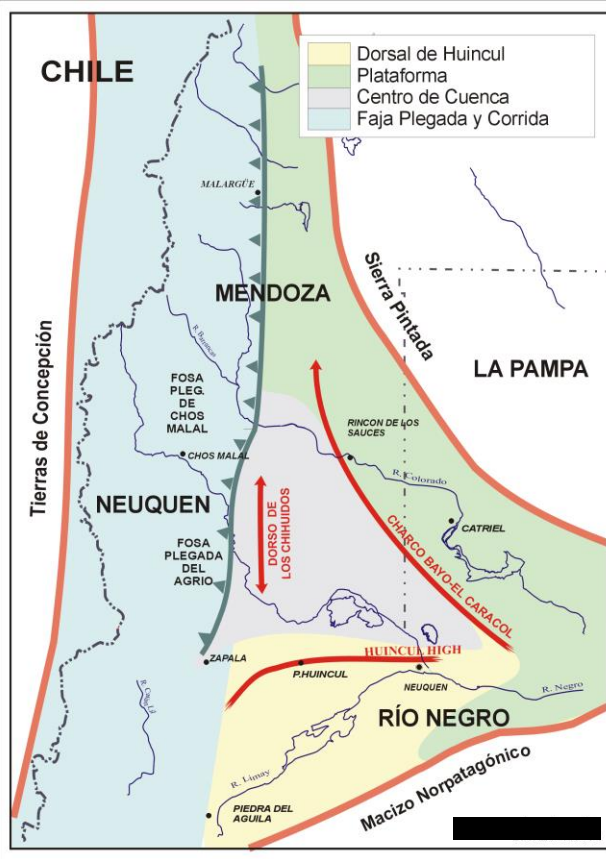 CHILE
Dorsal de Huincul
Plataforma
Centro de Cuenca
Faja Plegada y Corrida
MALARGÜE
MENDOZA
Sierra Pintada
LA PAMPA
Tierras de Concepción
R. Barrancas
FOSA
PLEG.
DE
CHOS
MALAL
CHOS MALAL
RINCON DE LOS
SAUCES
R. Colorado
CATRIEL
NEUQUEN
DORSO DE
LOS CHIHUIDOS
CHARCO BAYO-EL CARACOL
FOSA
PLEGADA
DEL
AGRIO
ZAPALA
HUINCUL HIGH
P.HUINCUL
NEUQUEN
R. Negro
RÍO NEGRO
R. Limay
PIEDRA DEL
AGUILA
Macizo Norpatagónico